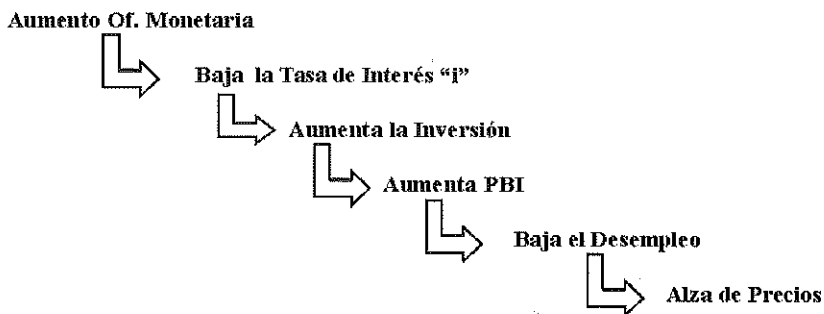 Aumento Of. Monetaria
Baja la Tasa de Interés “i”
Aumenta la Inversión
Aumenta PBI
Baja el Desempleo
Alza de Precios